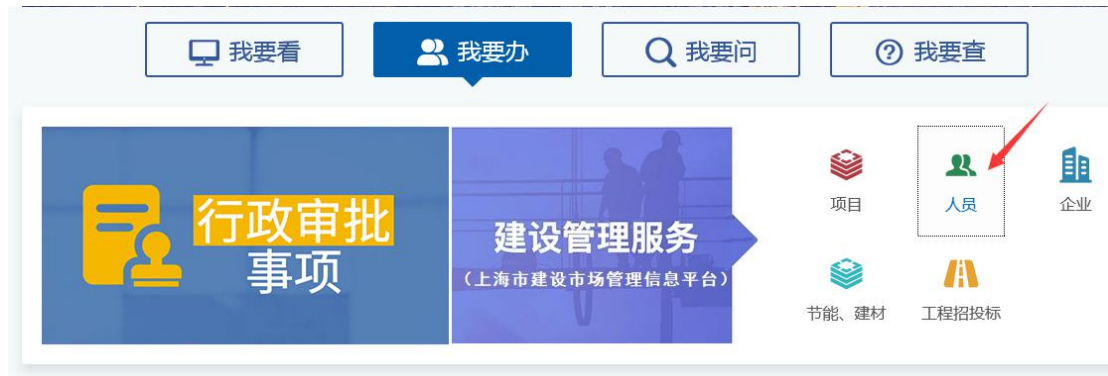 我要看 我要办 我要问 我要查
行政审批
事项
建设管理服务
(上海市建设市场管理信息平台)
项目 人员 企业
节能、建材 工程招投标